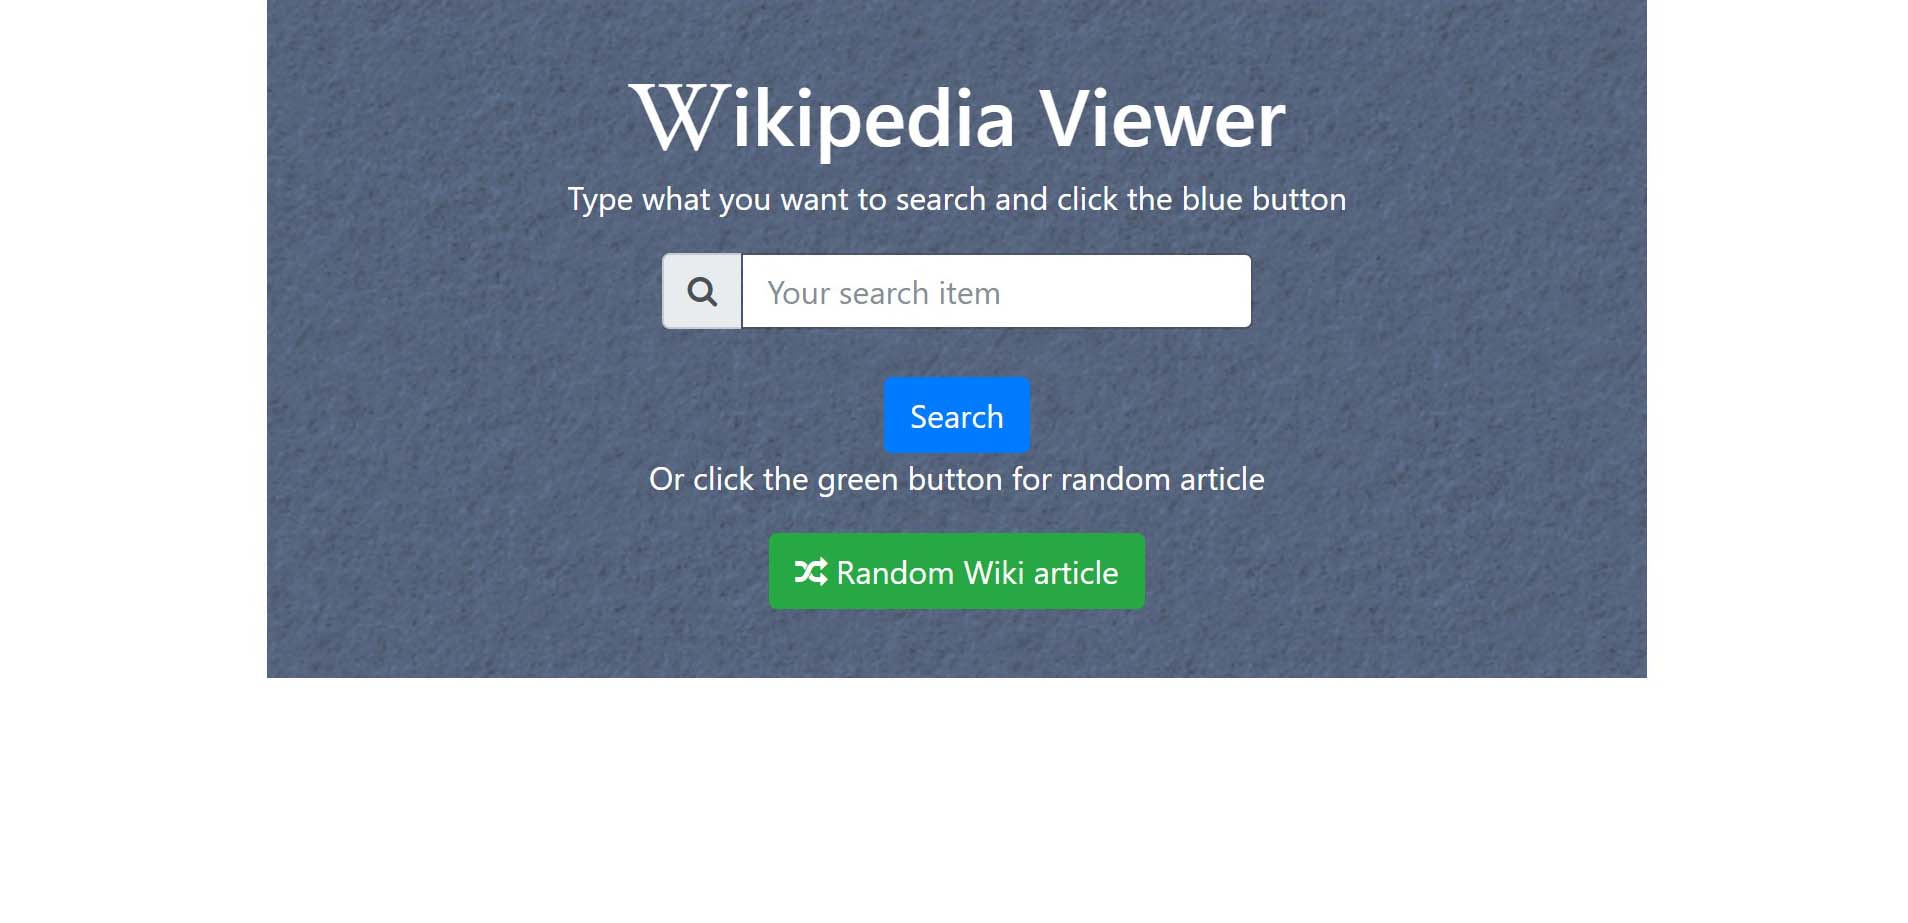 Wikipedia Viewer
Type what you want to search and click the blue button
Your search item
Search
Or click the green button for random article
Random Wiki article